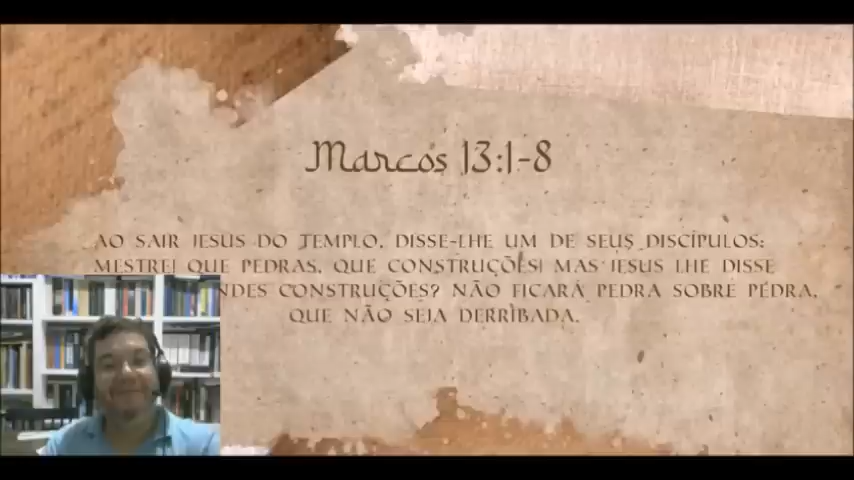 Marcos 13:1-8
AO SAIR JESUS DO TEMPLO, DISSE-LHE UM DE SEUS DISCÍPULOS:
MESTRE! QUE PEDRAS, QUE CONSTRUÇÕES! MAS JESUS LHE DISSE
NDES CONSTRUÇÕES? NÃO FICARÁ PEDRA SOBRE PEDRA,
QUE NÃO SEJA DERRIBADA.